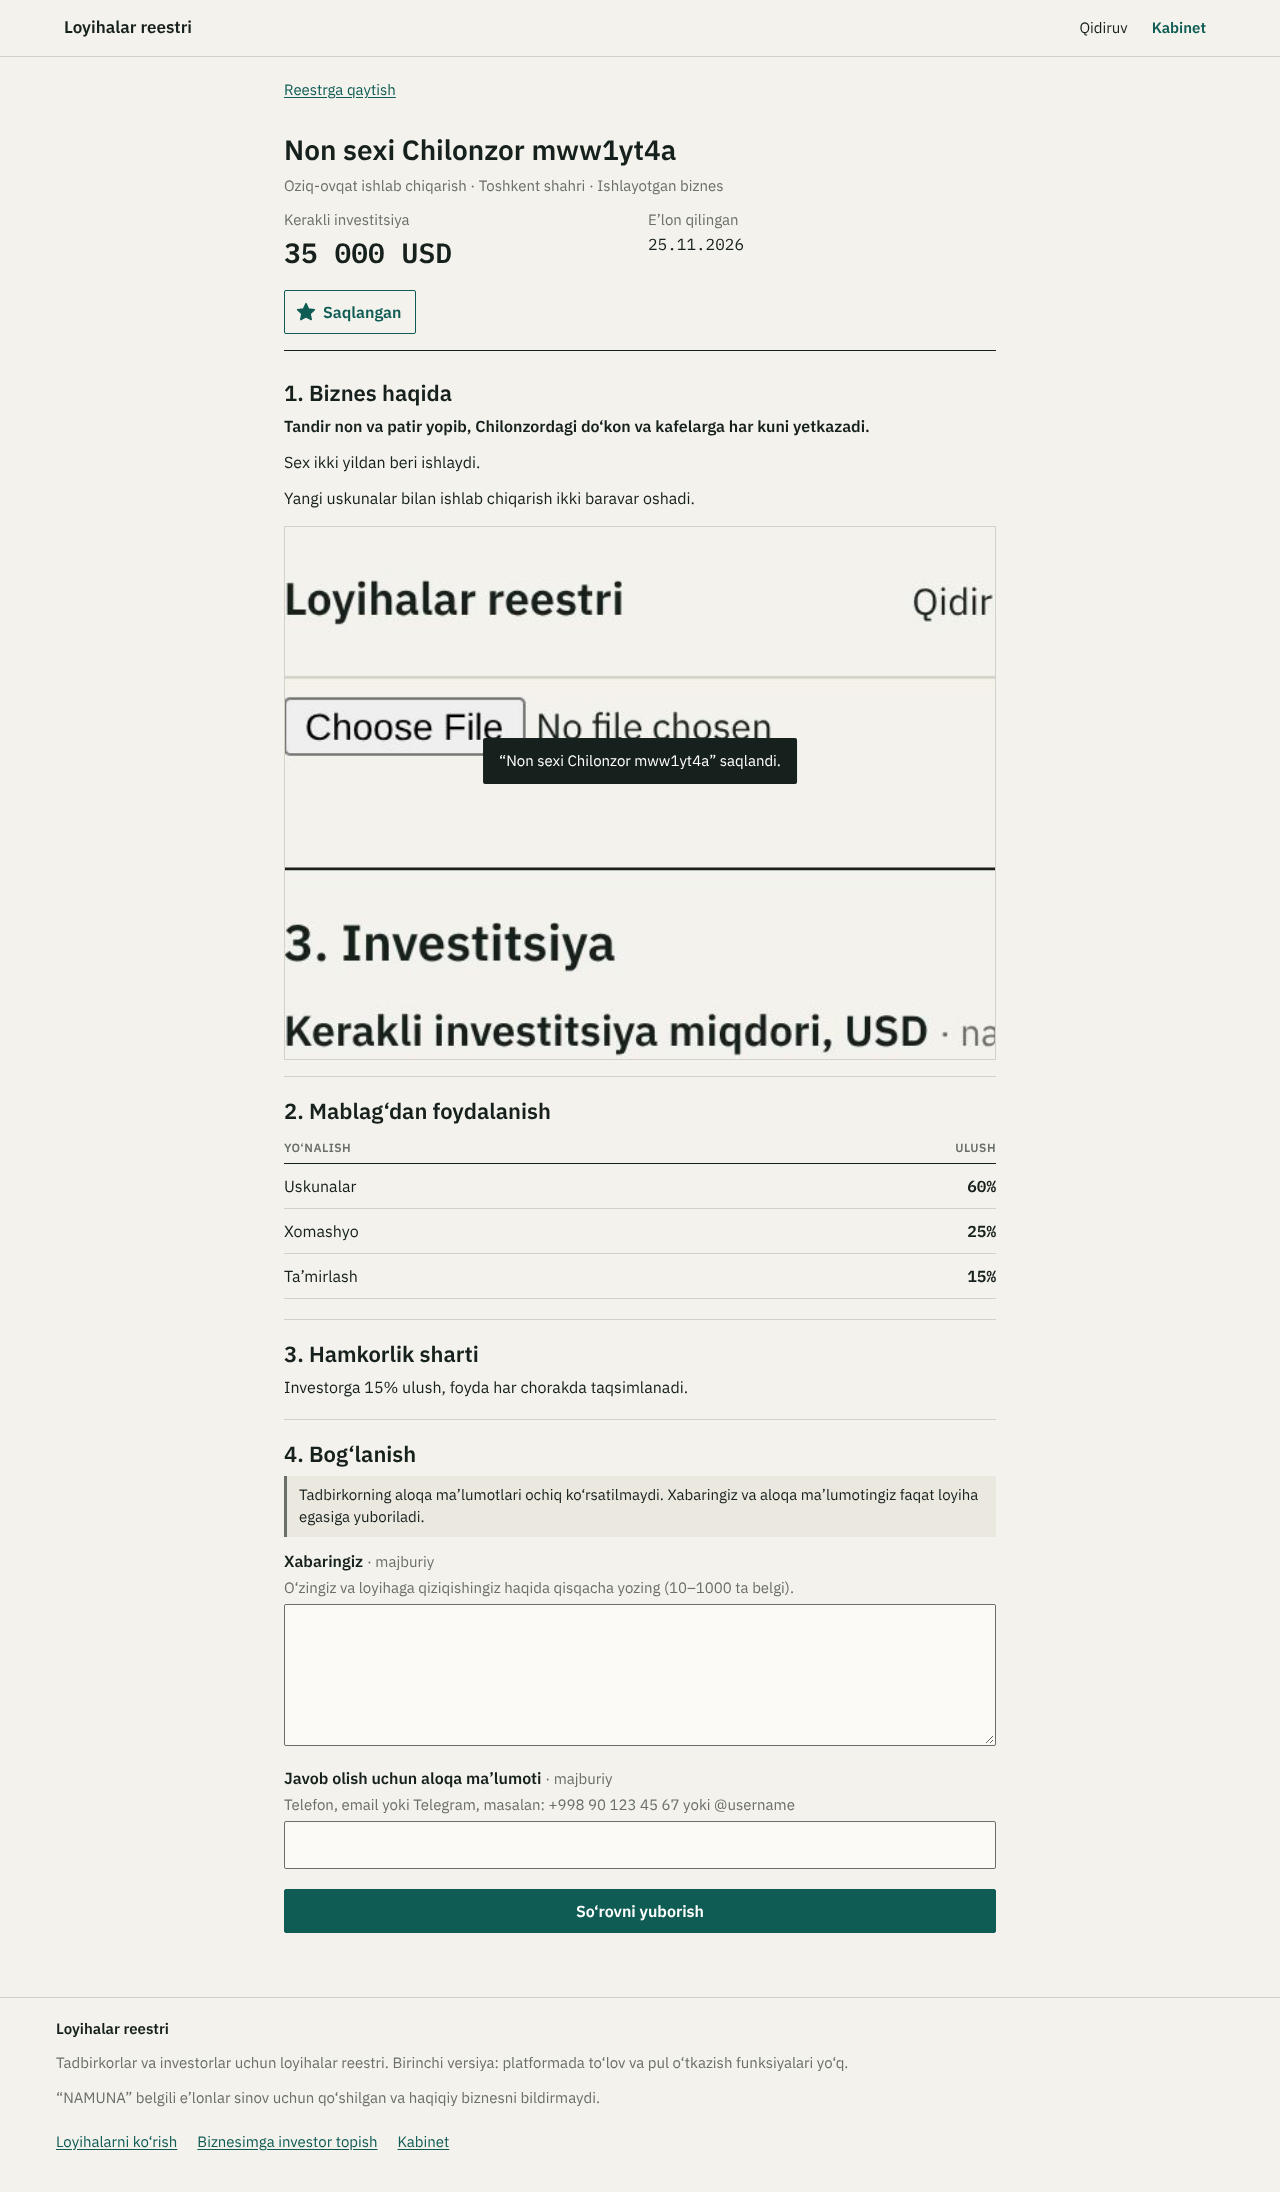 Loyihalar reestri
Qidiruv
Kabinet
Reestrga qaytish
Non sexi Chilonzor mww1yt4a
Oziq-ovqat ishlab chiqarish · Toshkent shahri · Ishlayotgan biznes
Kerakli investitsiya
E’lon qilingan
35 000 USD
25.11.2026
Saqlangan
1. Biznes haqida
Tandir non va patir yopib, Chilonzordagi do‘kon va kafelarga har kuni yetkazadi.
Sex ikki yildan beri ishlaydi.
Yangi uskunalar bilan ishlab chiqarish ikki baravar oshadi.
Loyihalar reestri
Qidir
Choose File No file chosen
“Non sexi Chilonzor mww1yt4a” saqlandi.
3. Investitsiya
Kerakli investitsiya miqdori, USD · na
2. Mablag‘dan foydalanish
YO‘NALISH
ULUSH
Uskunalar
60%
Xomashyo
25%
Ta’mirlash
15%
3. Hamkorlik sharti
Investorga 15% ulush, foyda har chorakda taqsimlanadi.
4. Bog‘lanish
Tadbirkorning aloqa ma’lumotlari ochiq ko‘rsatilmaydi. Xabaringiz va aloqa ma’lumotingiz faqat loyiha
egasiga yuboriladi.
Xabaringiz · majburiy
O‘zingiz va loyihaga qiziqishingiz haqida qisqacha yozing (10–1000 ta belgi).
Javob olish uchun aloqa ma’lumoti · majburiy
Telefon, email yoki Telegram, masalan: +998 90 123 45 67 yoki @username
So‘rovni yuborish
Loyihalar reestri
Tadbirkorlar va investorlar uchun loyihalar reestri. Birinchi versiya: platformada to‘lov va pul o‘tkazish funksiyalari yo‘q.
“NAMUNA” belgili e’lonlar sinov uchun qo‘shilgan va haqiqiy biznesni bildirmaydi.
Loyihalarni ko‘rish
Biznesimga investor topish
Kabinet